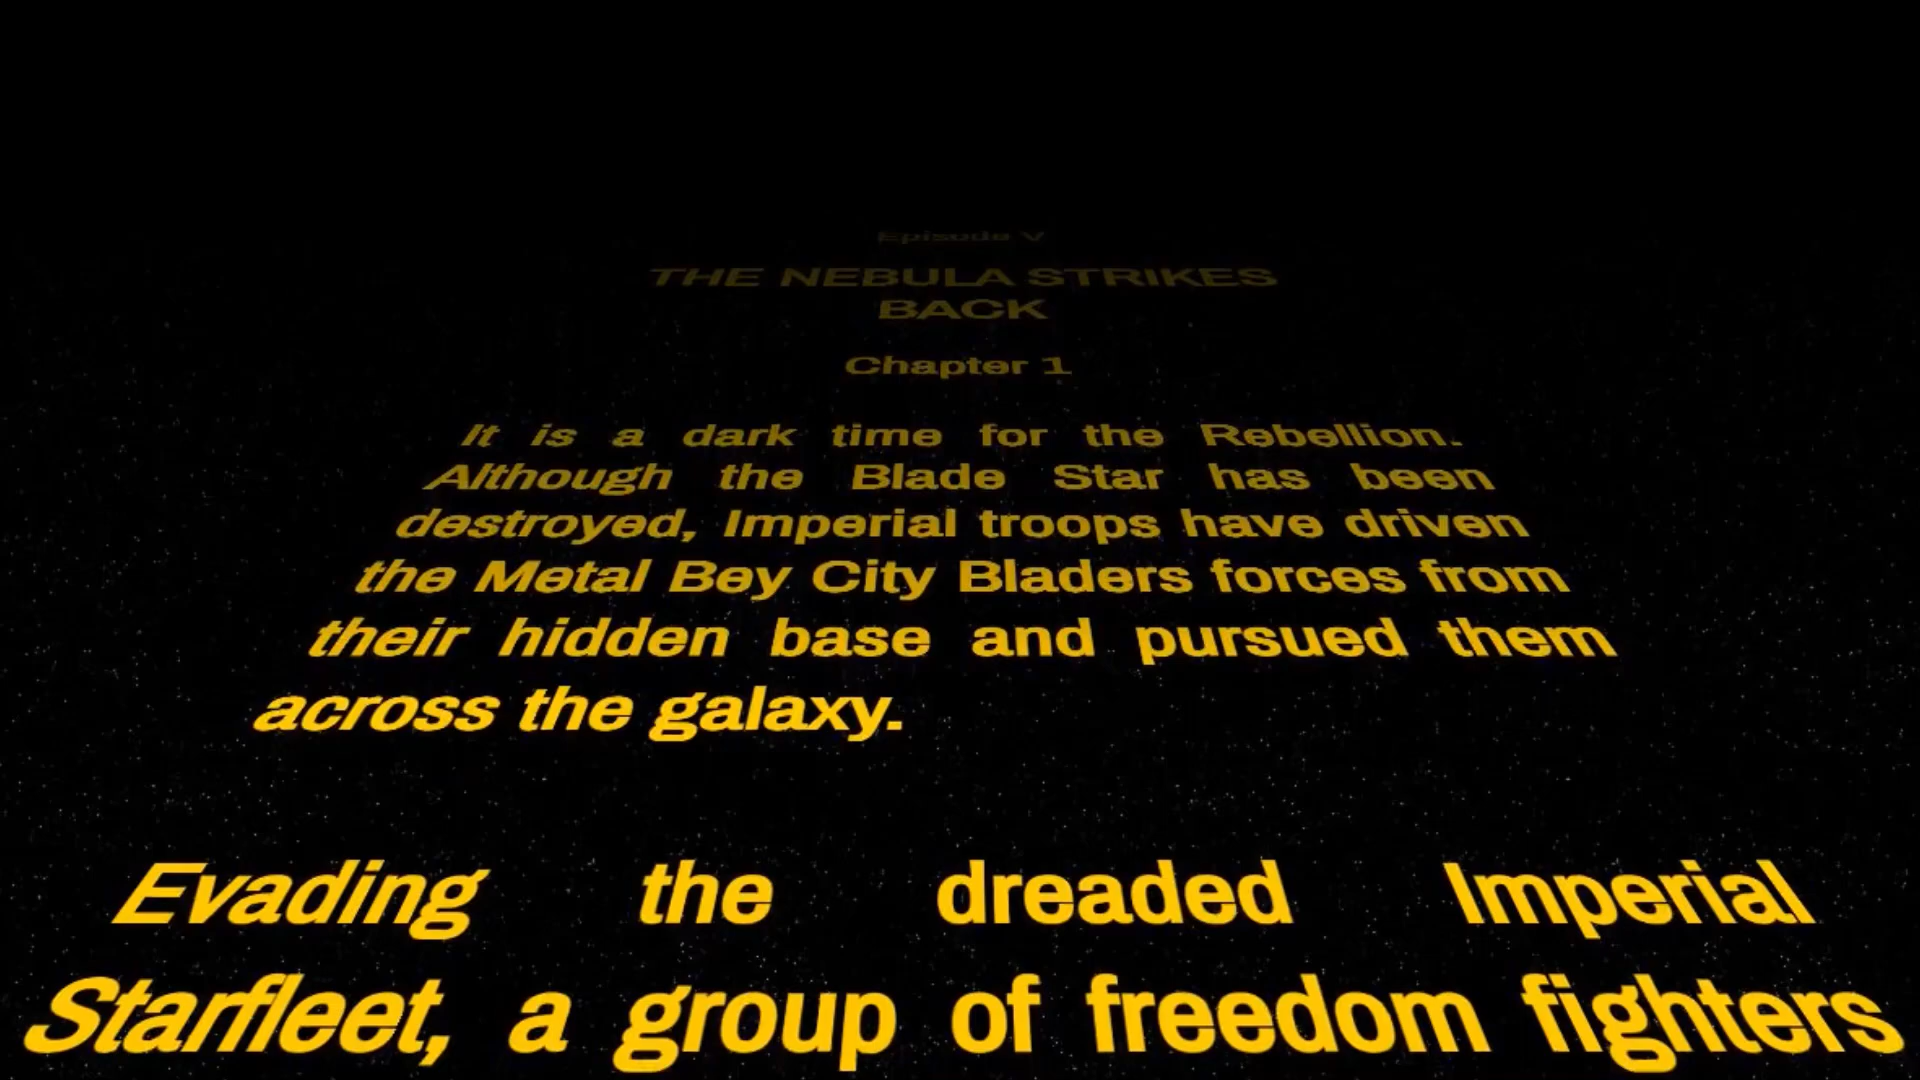 Episode V
THE NEBULA STRIKES
BACK
Chapter 1
It is a dark time for the Rebellion.
Although the Blade Star has been
destroyed, Imperial troops have driven
the Metal Bey City Bladers forces from
their hidden base and pursued them
across the galaxy.
Evading the dreaded Imperial
Starfleet, a group of freedom fighters